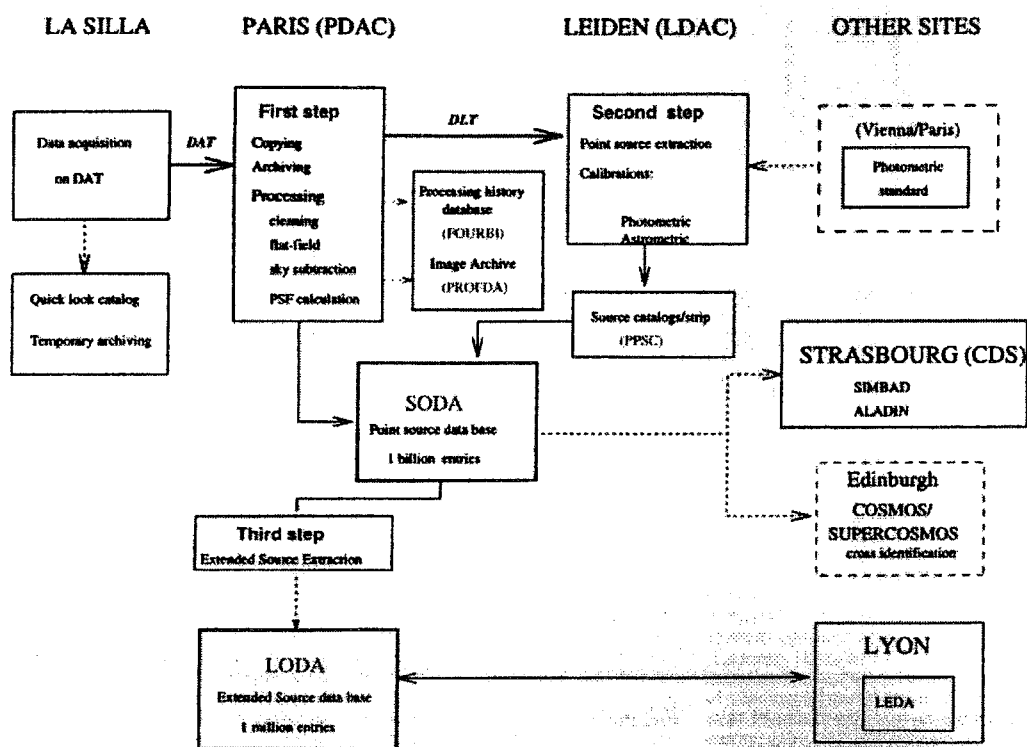 LA SILLA
PARIS (PDAC)
LEIDEN (LDAC)
OTHER SITES
Data acquisition
on DAT
DAT
Quick look catalog
Temporary archiving
First step
Copying
Archiving
Processing
cleaning
flat-field
sky subtraction
PSF calculation
DLT
Processing history
database
(FOURBI)
Image Archive
(PROFDA)
Second step
Point source extraction
Calibrations:
Photometric
Astrometric
(Vienna/Paris)
Photometric
standard
Source catalogs/strip
(PPSC)
SODA
Point source data base
1 billion entries
STRASBOURG (CDS)
SIMBAD
ALADIN
Edinburgh
COSMOS/
SUPERCOSMOS
cross identification
Third step
Extended Source Extraction
LODA
Extended Source data base
1 million entries
LYON
LEDA